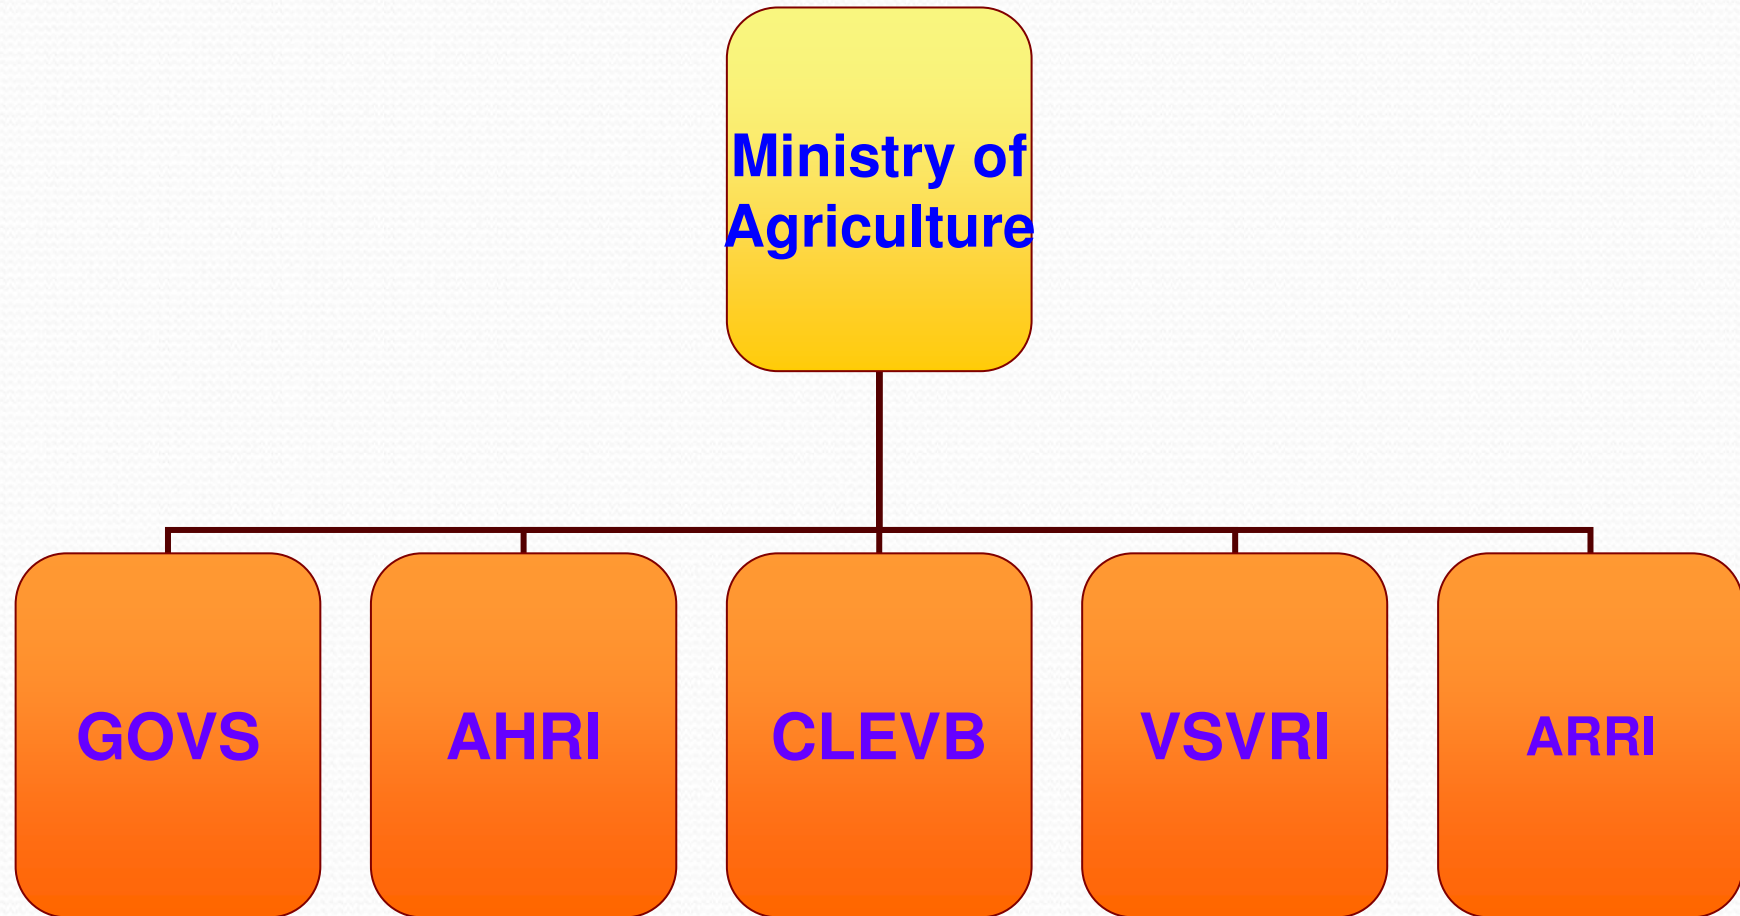 Ministry of
Agriculture
GOVS
AHRI
CLEVB
VSVRI
ARRI